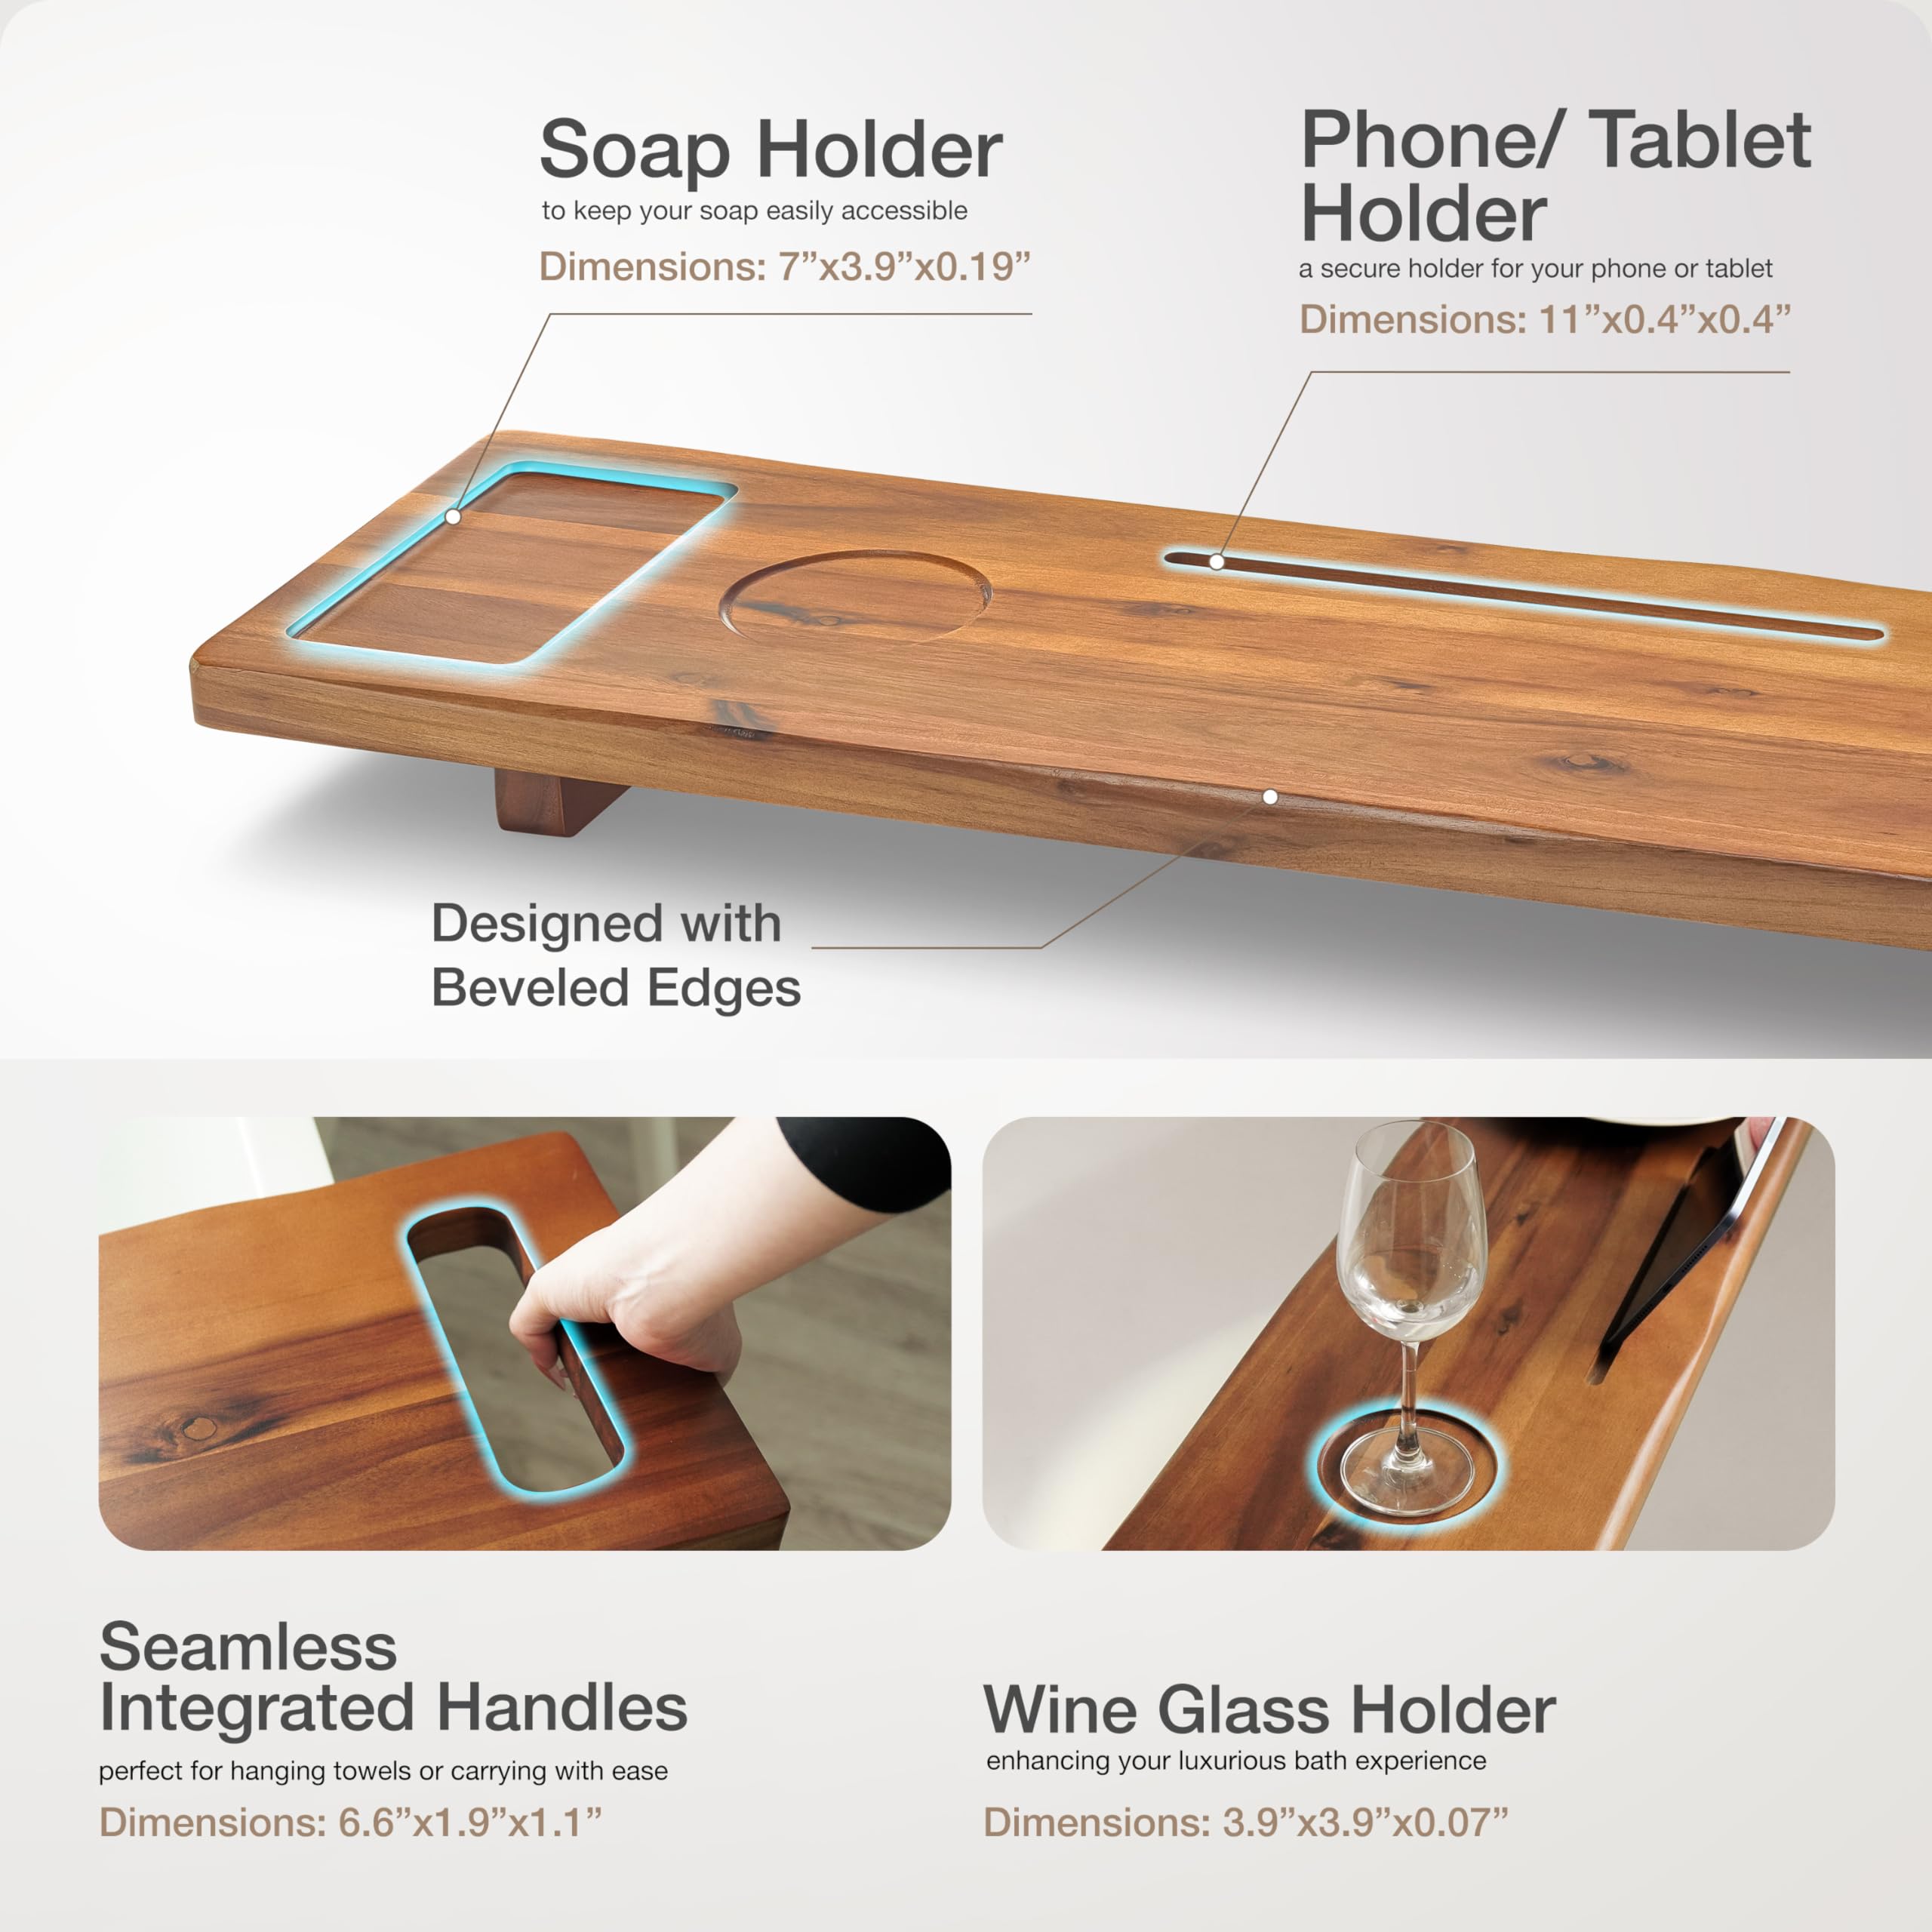 Soap Holder
to keep your soap easily accessible
Dimensions: 7”x3.9”x0.19”
Phone/ Tablet
Holder
a secure holder for your phone or tablet
Dimensions: 11”x0.4”x0.4”
Designed with
Beveled Edges
Seamless
Integrated Handles
perfect for hanging towels or carrying with ease
Dimensions: 6.6”x1.9”x1.1”
Wine Glass Holder
enhancing your luxurious bath experience
Dimensions: 3.9”x3.9”x0.07”